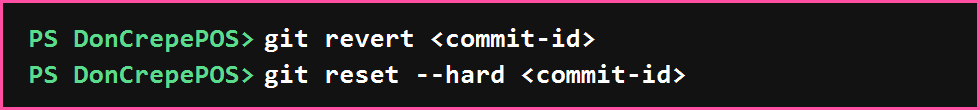 PS DonCrepePOS> git revert <commit-id>
PS DonCrepePOS> git reset --hard <commit-id>